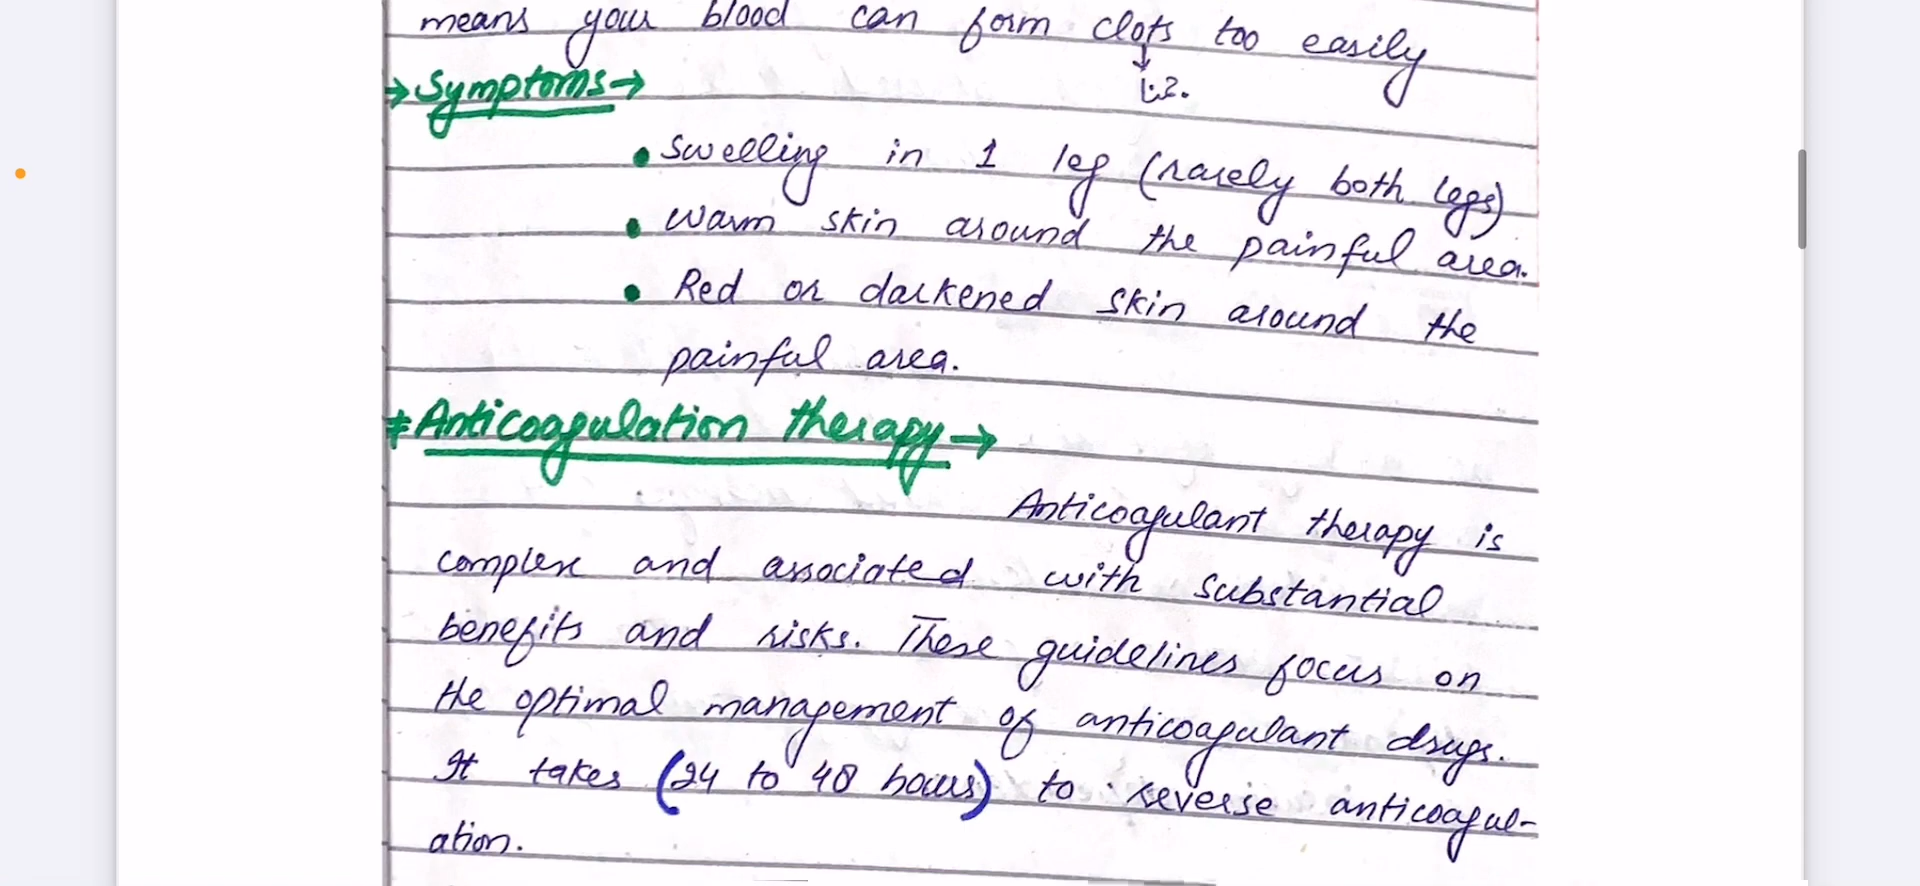 means your blood can form clots too easily
→ Symptoms →
• Swelling in 1 leg (rarely both legs)
• warm skin around the painful area.
• Red or darkened skin around the
painful area.
Anticoagulation therapy →
Anticoagulant therapy is
complex and associated with substantial
benefits and risks. These guidelines focus on
the optimal management of anticoagulant drugs.
It takes (24 to 48 hours) to reverse anticoagul-
ation.